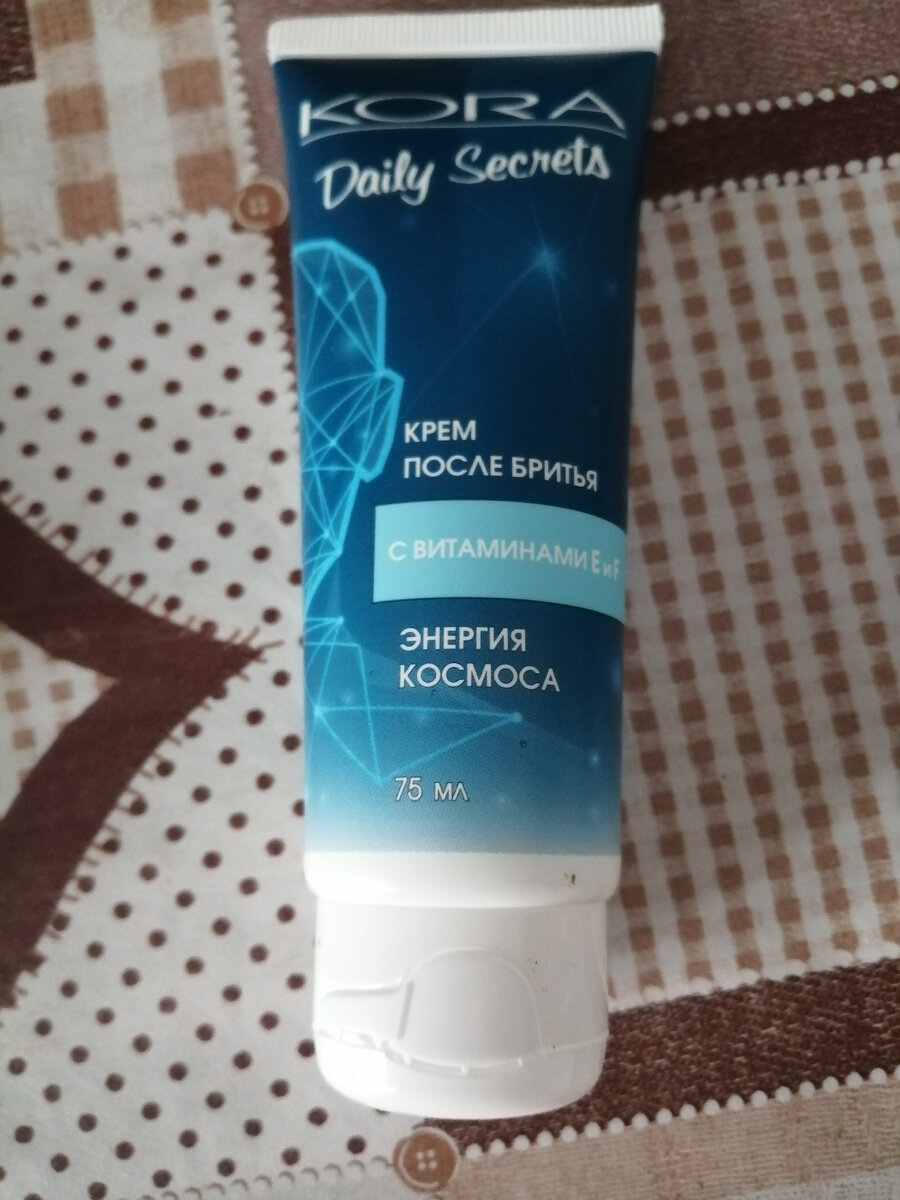 KORA
Daily Secrets
КРЕМ
ПОСЛЕ БРИТЬЯ
С ВИТАМИНАМИ Е и F
ЭНЕРГИЯ
КОСМОСА
75 мл